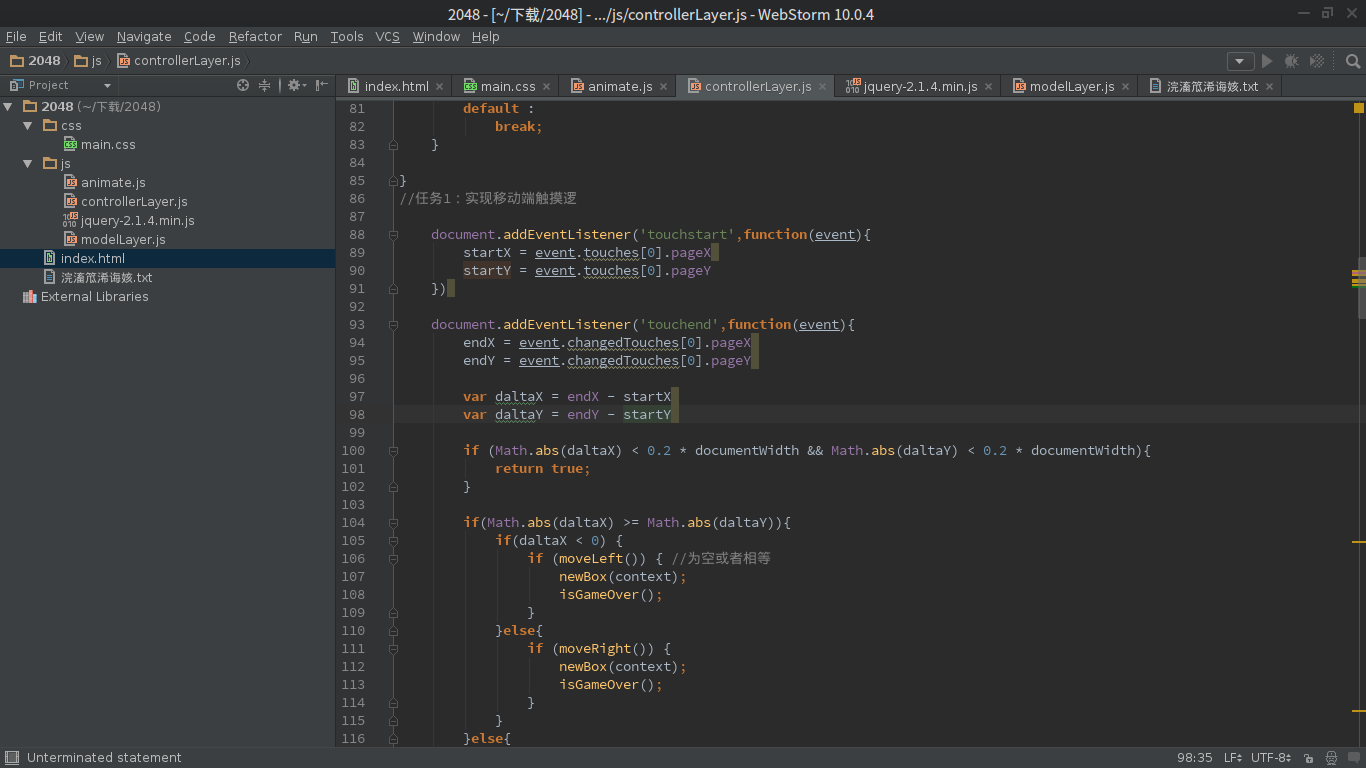 2048 - [~/下载/2048] - .../js/controllerLayer.js - WebStorm 10.0.4
File Edit View Navigate Code Refactor Run Tools VCS Window Help
2048 js controllerLayer.js
Project
index.html main.css animate.js controllerLayer.js jquery-2.1.4.min.js modelLayer.js 浣滀笟浠诲姟.txt
2048 (~/下载/2048)
css
main.css
js
animate.js
controllerLayer.js
jquery-2.1.4.min.js
modelLayer.js
index.html
External Libraries
81 default :
82 break;
83 }
84
85 }
86 //任务1：实现移动端触摸逻
87
88 document.addEventListener('touchstart',function(event){
89 startX = event.touches[0].pageX
90 startY = event.touches[0].pageY
91 })
92
93 document.addEventListener('touchend',function(event){
94 endX = event.changedTouches[0].pageX
95 endY = event.changedTouches[0].pageY
96
97 var daltaX = endX - startX
98 var daltaY = endY - startY
99
100 if (Math.abs(daltaX) < 0.2 * documentWidth && Math.abs(daltaY) < 0.2 * documentWidth){
101 return true;
102 }
103
104 if(Math.abs(daltaX) >= Math.abs(daltaY)){
105 if(daltaX < 0) {
106 if (moveLeft()) { //为空或者相等
107 newBox(context);
108 isGameOver();
109 }
110 }else{
111 if (moveRight()) {
112 newBox(context);
113 isGameOver();
114 }
115 }
116 }else{
Unterminated statement
98:35 LF UTF-8